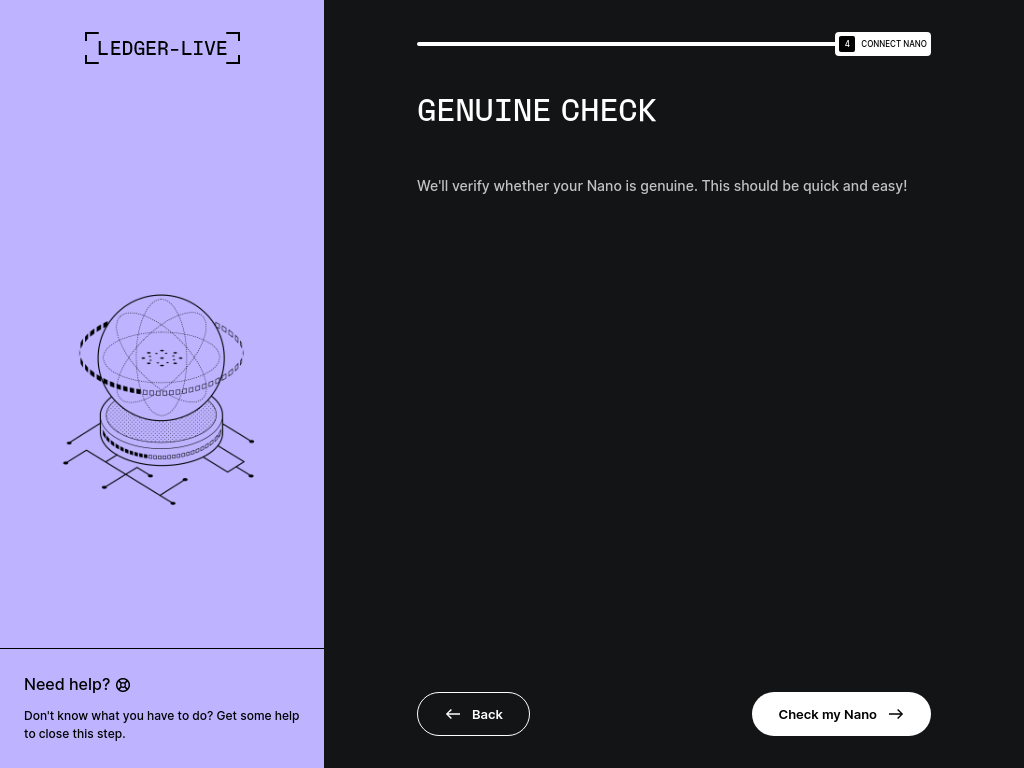 LEDGER-LIVE
4 CONNECT NANO
GENUINE CHECK
We'll verify whether your Nano is genuine. This should be quick and easy!
Need help?
Don't know what you have to do? Get some help
to close this step.
Back
Check my Nano